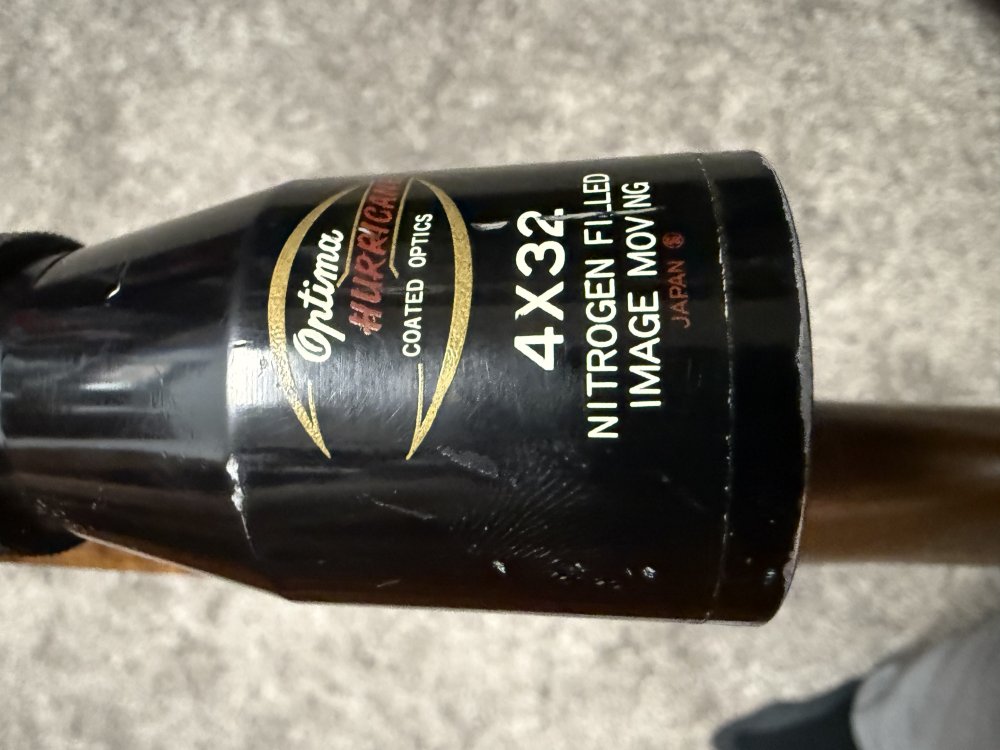 Optima
HURRICANE
COATED OPTICS
4X32
NITROGEN FILLED
IMAGE MOVING
JAPAN